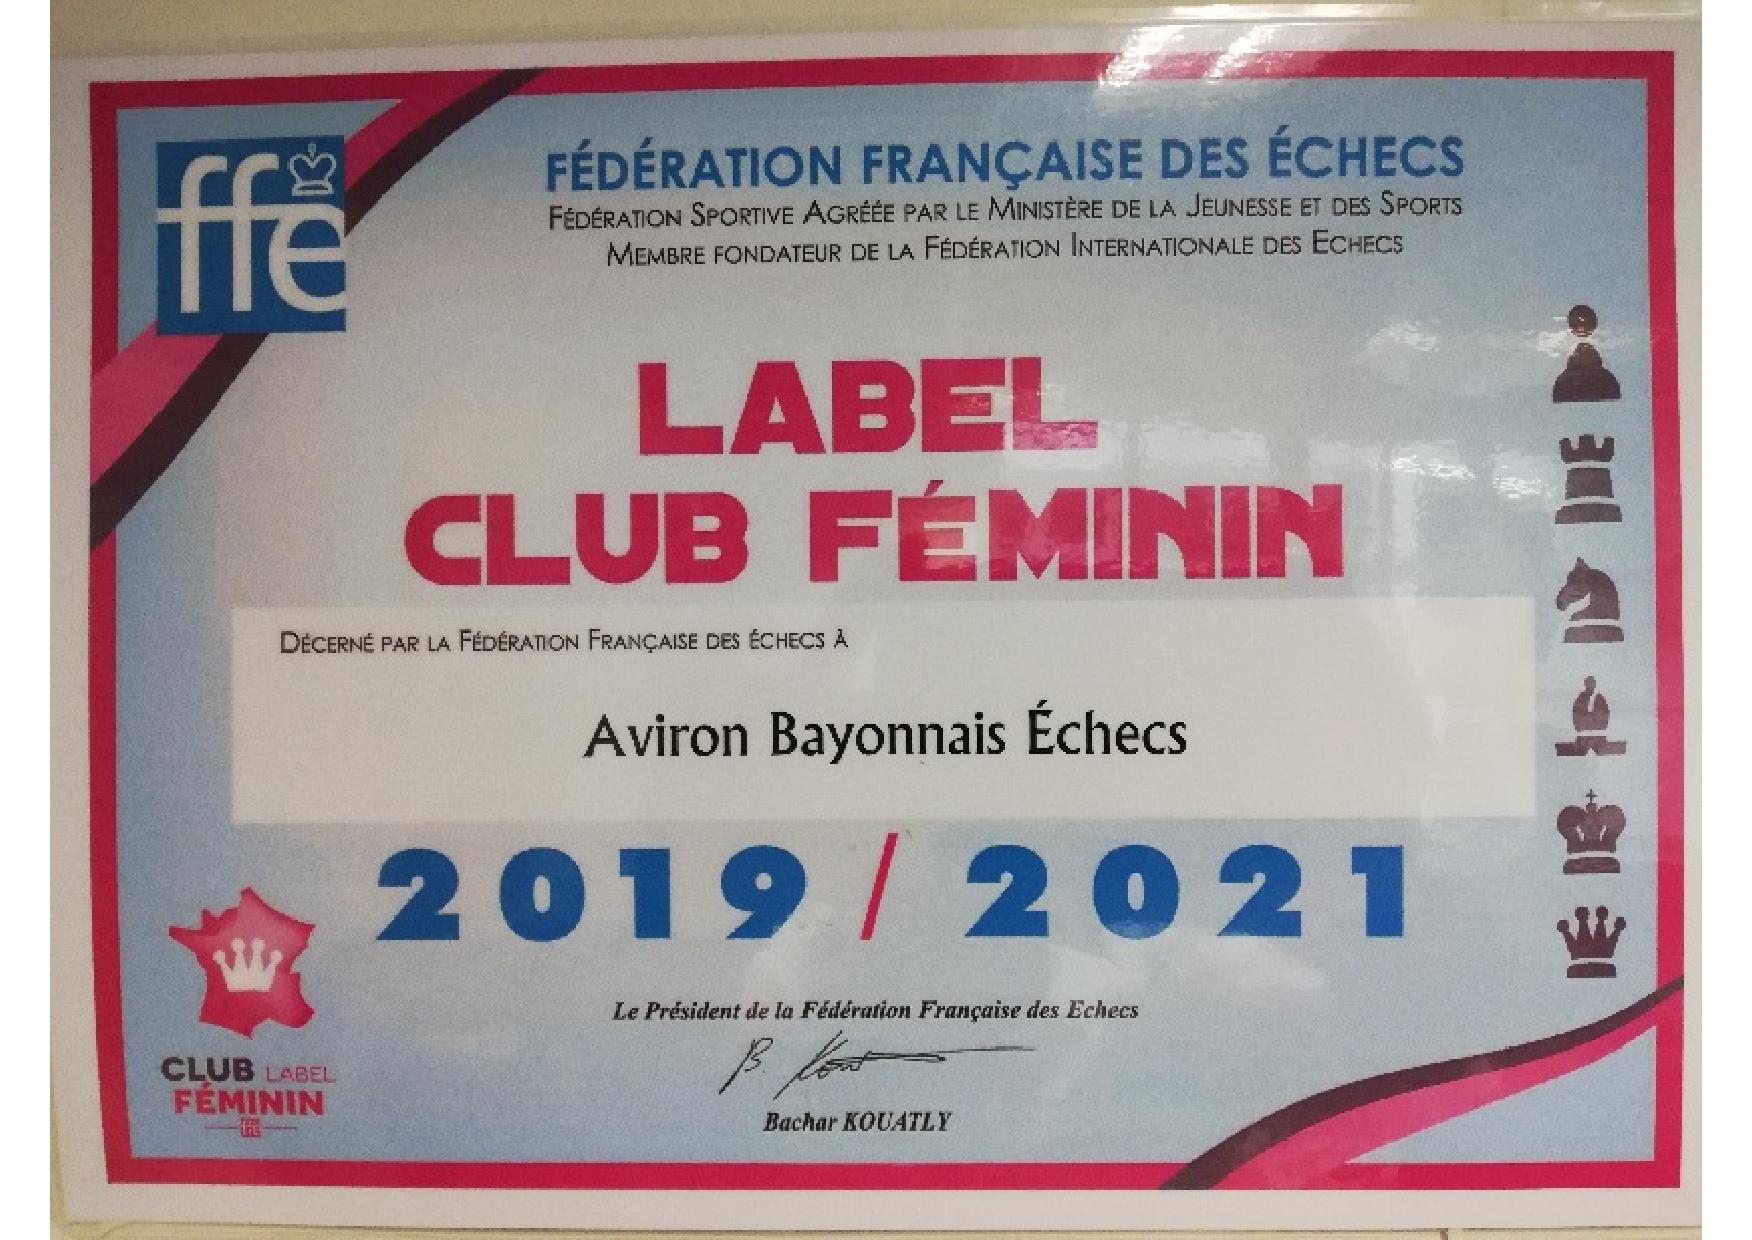 ffe
FÉDÉRATION FRANÇAISE DES ÉCHECS
FÉDÉRATION SPORTIVE AGRÉÉE PAR LE MINISTÈRE DE LA JEUNESSE ET DES SPORTS
MEMBRE FONDATEUR DE LA FÉDÉRATION INTERNATIONALE DES ECHECS
LABEL
CLUB FÉMININ
DÉCERNÉ PAR LA FÉDÉRATION FRANÇAISE DES ÉCHECS À
Aviron Bayonnais Échecs
2019 / 2021
Le Président de la Fédération Française des Echecs
Bachar KOUATLY
CLUB LABEL
FÉMININ
ffe